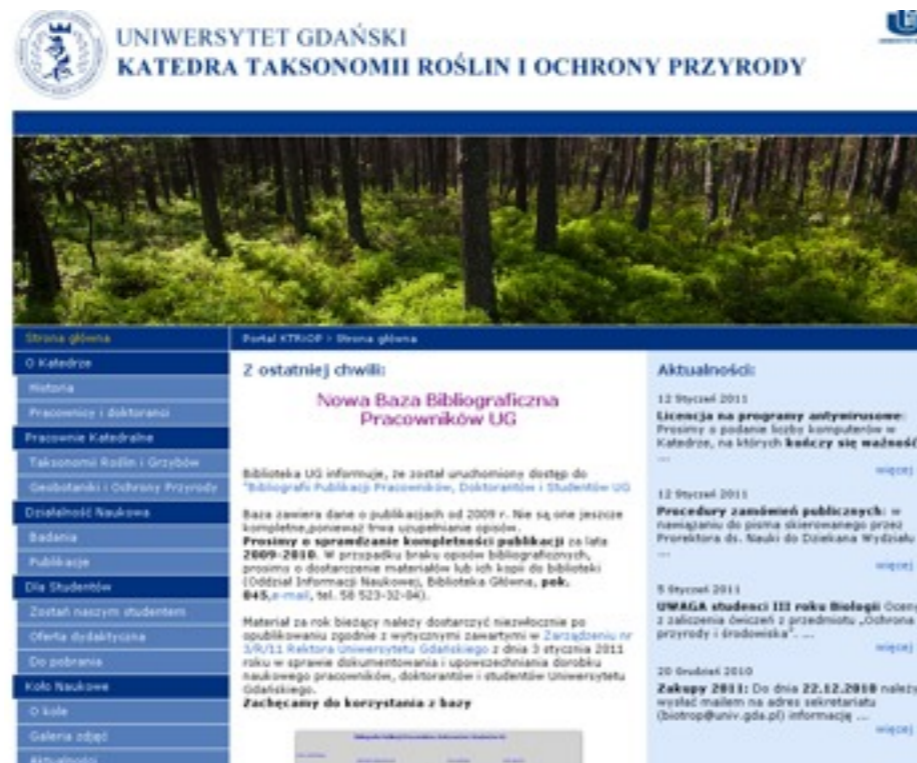 UNIWERSYTET GDAŃSKI
KATEDRA TAKSONOMII ROŚLIN I OCHRONY PRZYRODY
Strona główna
O Katedrze
Historia
Pracownicy i doktoranci
Pracownie Katedralne
Taksonomii Roślin i Grzybów
Geobotaniki i Ochrony Przyrody
Działalność Naukowa
Badania
Publikacje
Dla Studentów
Zostań naszym studentem
Oferta dydaktyczna
Do pobrania
Koło Naukowe
O kole
Galeria zdjęć
Aktualności
Portal KTRiOP > Strona główna
Z ostatniej chwili:
Nowa Baza Bibliograficzna
Pracowników UG
Biblioteka UG informuje, ze został uruchomiony dostęp do
"Bibliografii Publikacji Pracowników, Doktorantów i Studentów UG
Baza zawiera dane o publikacjach od 2009 r. Nie są one jeszcze
kompletne,ponieważ trwa uzupełnianie opisów.
Prosimy o sprawdzanie kompletności publikacji za lata
2009-2010. W przypadku braku opisów bibliograficznych,
prosimy o dostarczenie materiałów lub ich kopii do biblioteki
(Oddział Informacji Naukowej, Biblioteka Główna, pok.
045,e-mail, tel. 58 523-32-04).
Materiał za rok bieżący należy dostarczyć niezwłocznie po
opublikowaniu zgodnie z wytycznymi zawartymi w Zarządzeniu nr
3/R/11 Rektora Uniwersytetu Gdańskiego z dnia 3 stycznia 2011
roku w sprawie dokumentowania i upowszechniania dorobku
naukowego pracowników, doktorantów i studentów Uniwersytetu
Gdańskiego.
Zachęcamy do korzystania z bazy
Aktualności:
12 Styczeń 2011
Licencja na programy antywirusowe:
Prosimy o podanie liczby komputerów w
Katedrze, na których kończy się ważność
...
więcej
12 Styczeń 2011
Procedury zamówień publicznych: w
nawiązaniu do pisma skierowanego przez
Prorektora ds. Nauki do Dziekana Wydziału
...
więcej
5 Styczeń 2011
UWAGA studenci III roku Biologii Oceny
z zaliczenia ćwiczeń z przedmiotu „Ochrona
przyrody i środowiska". ...
więcej
20 Grudzień 2010
Zakupy 2011: Do dnia 22.12.2010 należy
wysłać mailem na adres sekretariatu
(biotrop@univ.gda.pl) informację ...
więcej